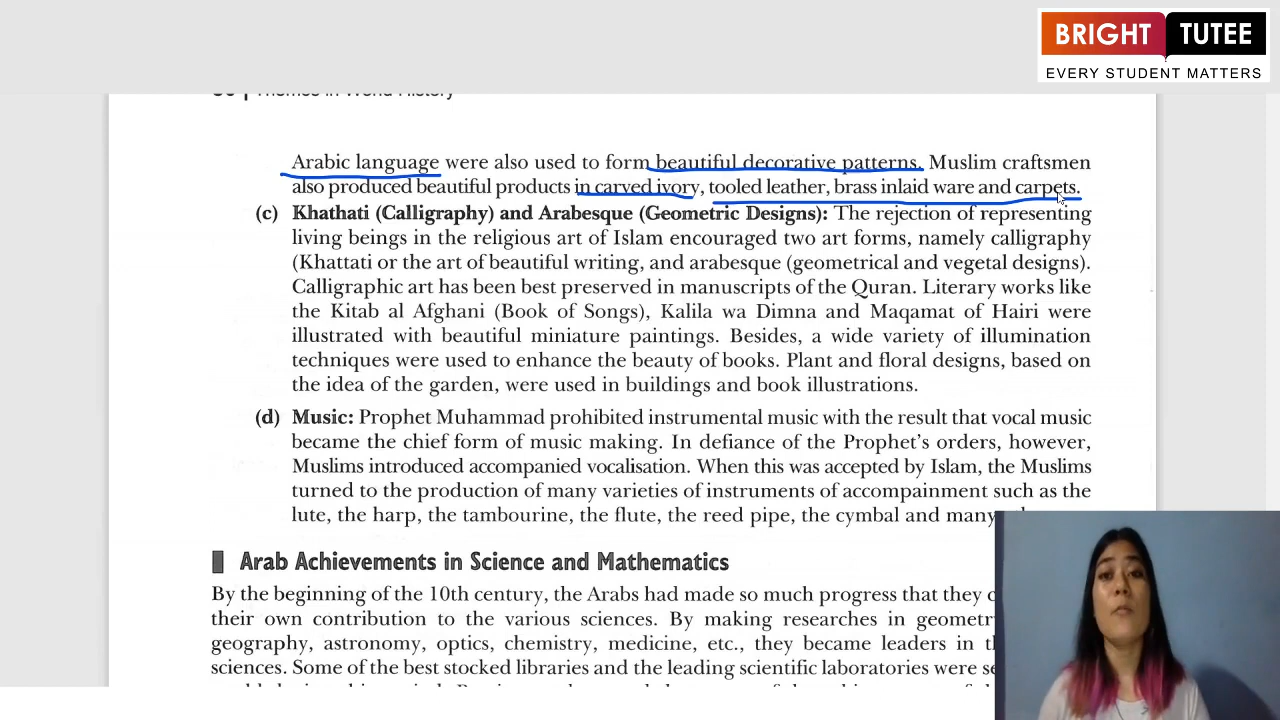 BRIGHT TUTEE
EVERY STUDENT MATTERS
Themes in World History
Arabic language were also used to form beautiful decorative patterns. Muslim craftsmen
also produced beautiful products in carved ivory, tooled leather, brass inlaid ware and carpets.
(c) Khathati (Calligraphy) and Arabesque (Geometric Designs): The rejection of representing
living beings in the religious art of Islam encouraged two art forms, namely calligraphy
(Khattati or the art of beautiful writing, and arabesque (geometrical and vegetal designs).
Calligraphic art has been best preserved in manuscripts of the Quran. Literary works like
the Kitab al Afghani (Book of Songs), Kalila wa Dimna and Maqamat of Hairi were
illustrated with beautiful miniature paintings. Besides, a wide variety of illumination
techniques were used to enhance the beauty of books. Plant and floral designs, based on
the idea of the garden, were used in buildings and book illustrations.
(d) Music: Prophet Muhammad prohibited instrumental music with the result that vocal music
became the chief form of music making. In defiance of the Prophet's orders, however,
Muslims introduced accompanied vocalisation. When this was accepted by Islam, the Muslims
turned to the production of many varieties of instruments of accompainment such as the
lute, the harp, the tambourine, the flute, the reed pipe, the cymbal and many
Arab Achievements in Science and Mathematics
By the beginning of the 10th century, the Arabs had made so much progress that they
their own contribution to the various sciences. By making researches in
geography, astronomy, optics, chemistry, medicine, etc., they became leaders in
sciences. Some of the best stocked libraries and the leading scientific laboratories were